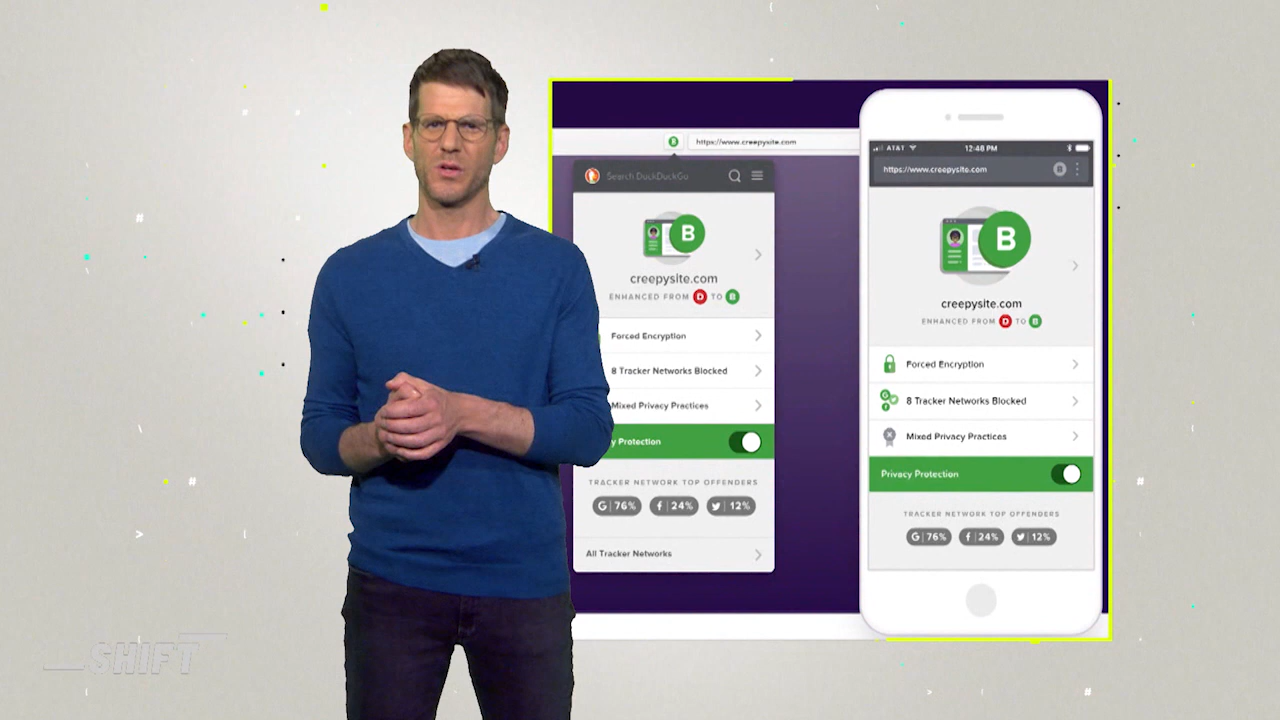 https://www.creepysite.com
Search DuckDuckGo
B
creepysite.com
ENHANCED FROM D TO B
Forced Encryption
8 Tracker Networks Blocked
Mixed Privacy Practices
y Protection
TRACKER NETWORK TOP OFFENDERS
G 76% f 24% 12%
All Tracker Networks
AT&T 12:48 PM
https://www.creepysite.com B
B
creepysite.com
ENHANCED FROM D TO B
Forced Encryption
8 Tracker Networks Blocked
Mixed Privacy Practices
Privacy Protection
TRACKER NETWORK TOP OFFENDERS
G 76% f 24% 12%
SHIFT